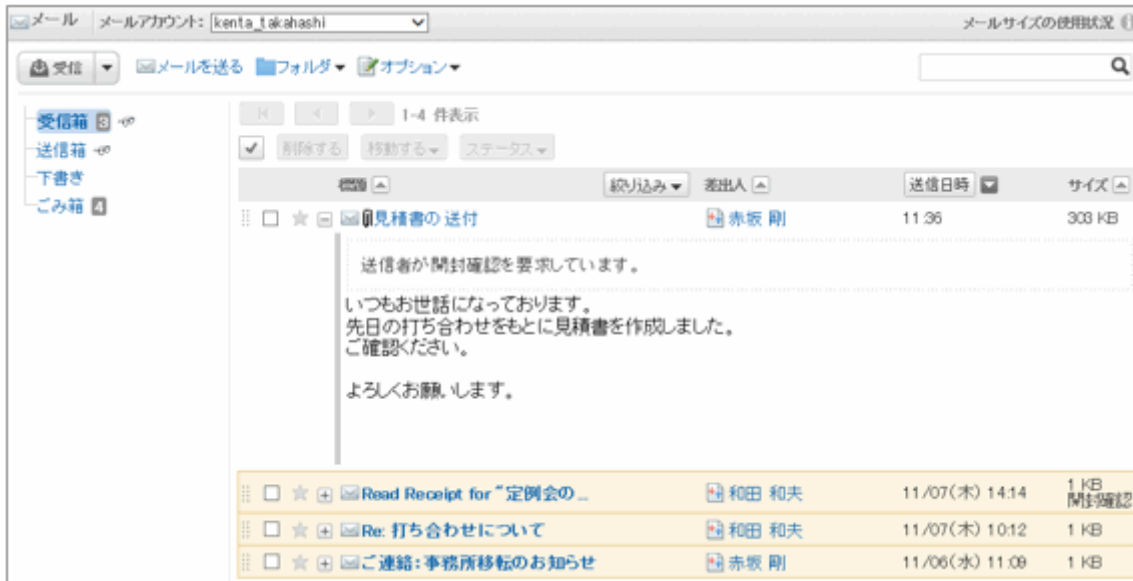 メール メールアカウント: kenta_takahashi メールサイズの使用状況
受信 メールを送る フォルダ オプション
受信箱 3
送信箱
下書き
ごみ箱 4
1-4 件表示
削除する 移動する ステータス
標題 絞り込み 差出人 送信日時 サイズ
見積書の 送付 赤坂 剛 11:36 303 KB
送信者が開封確認を要求しています。
いつもお世話になっております。
先日の打ち合わせをもとに見積書を作成しました。
ご確認ください。
よろしくお願いします。
Read Receipt for "定例会の... 和田 和夫 11/07(木) 14:14 1 KB
開封確認
Re: 打ち合わせについて 和田 和夫 11/07(木) 10:12 1 KB
ご連絡:事務所移転のお知らせ 赤坂 剛 11/06(水) 11:09 1 KB